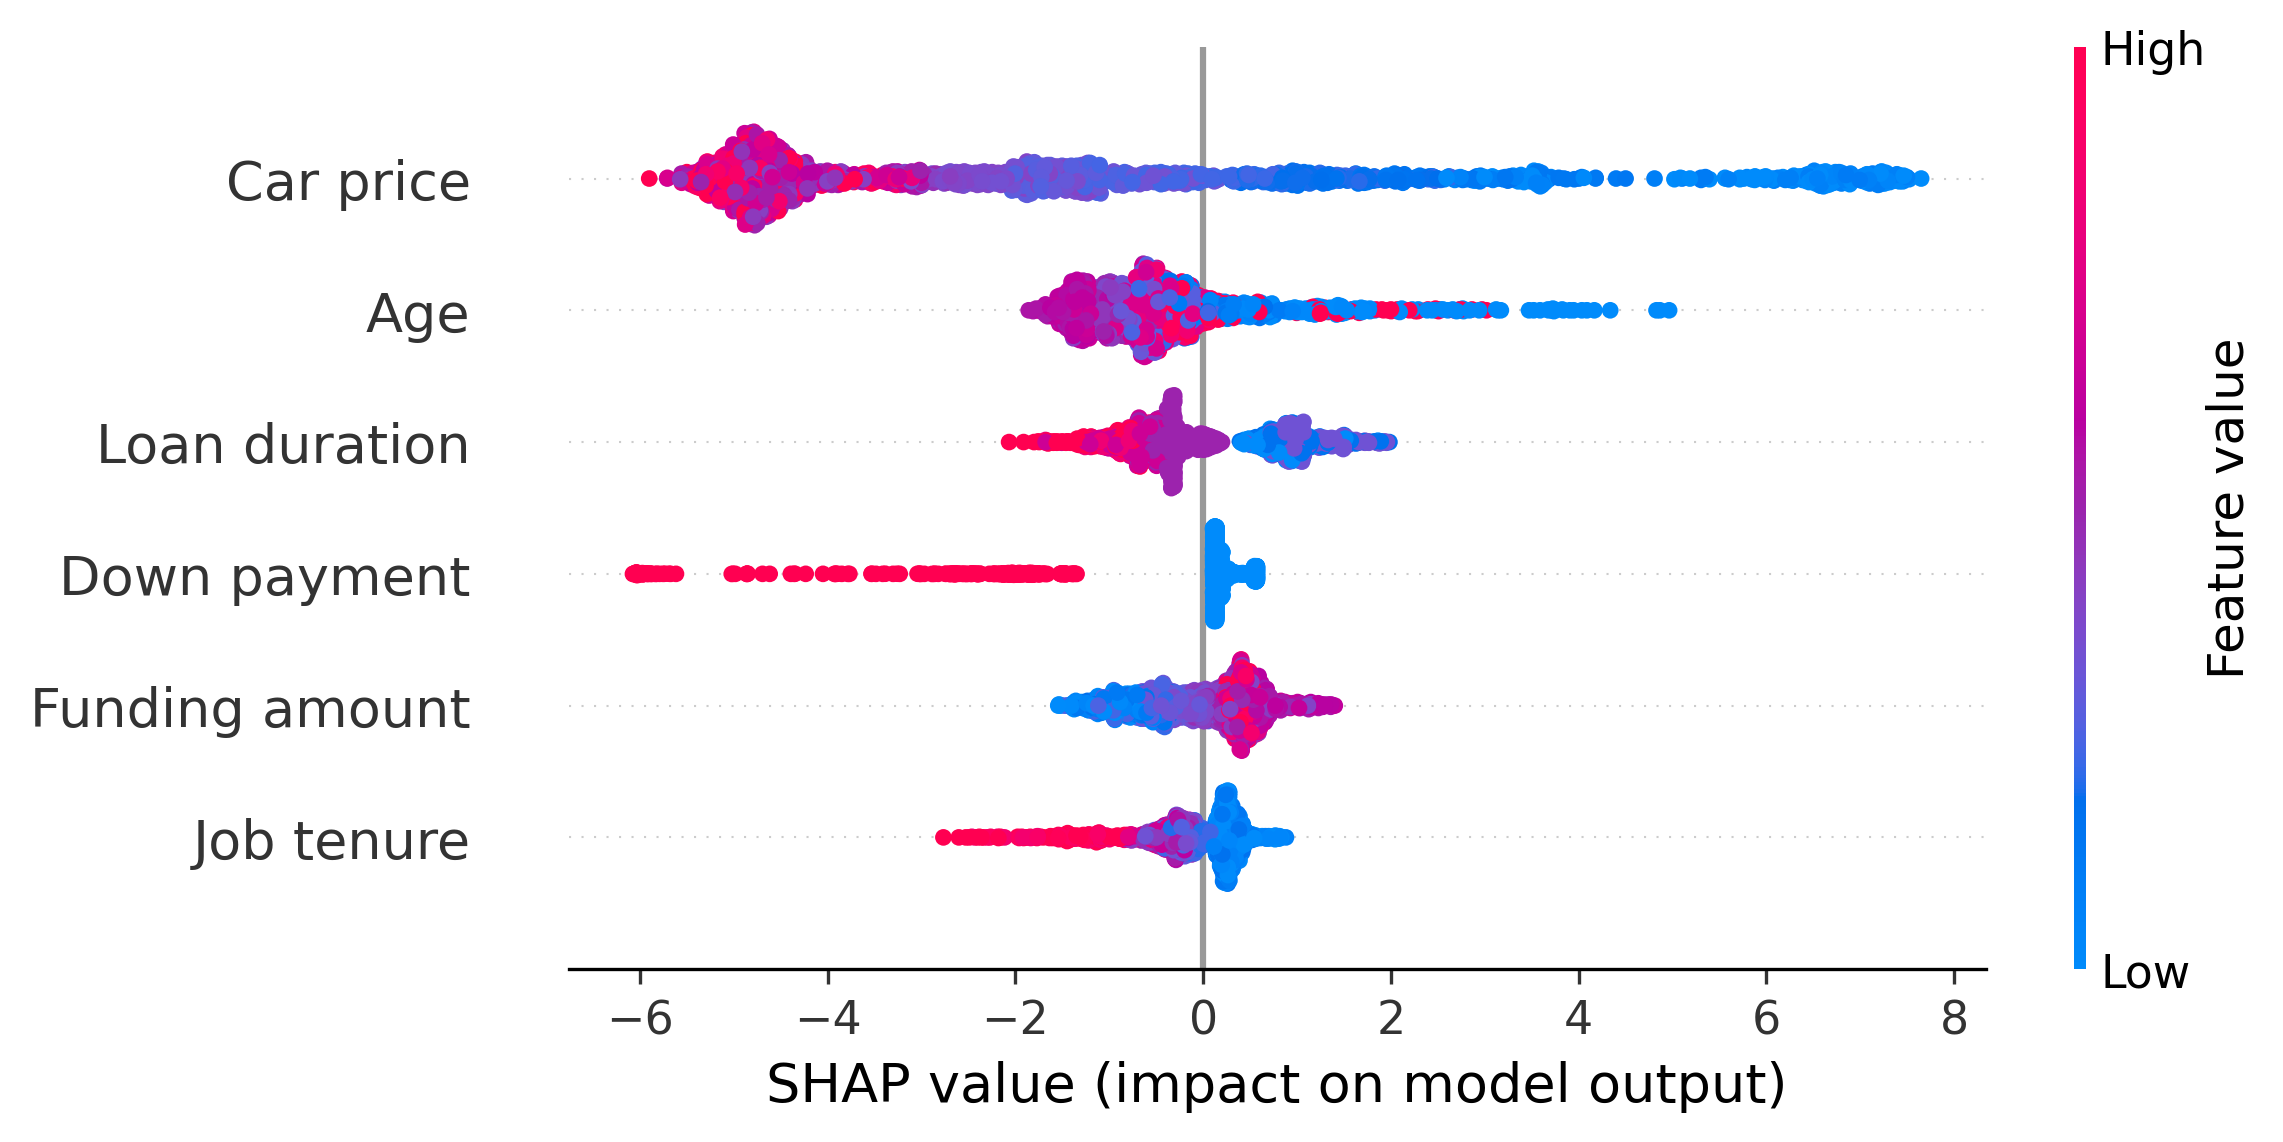 High
Car price
Age
Loan duration
Down payment
Funding amount
Job tenure
Feature value
Low
−6 −4 −2 0 2 4 6 8
SHAP value (impact on model output)